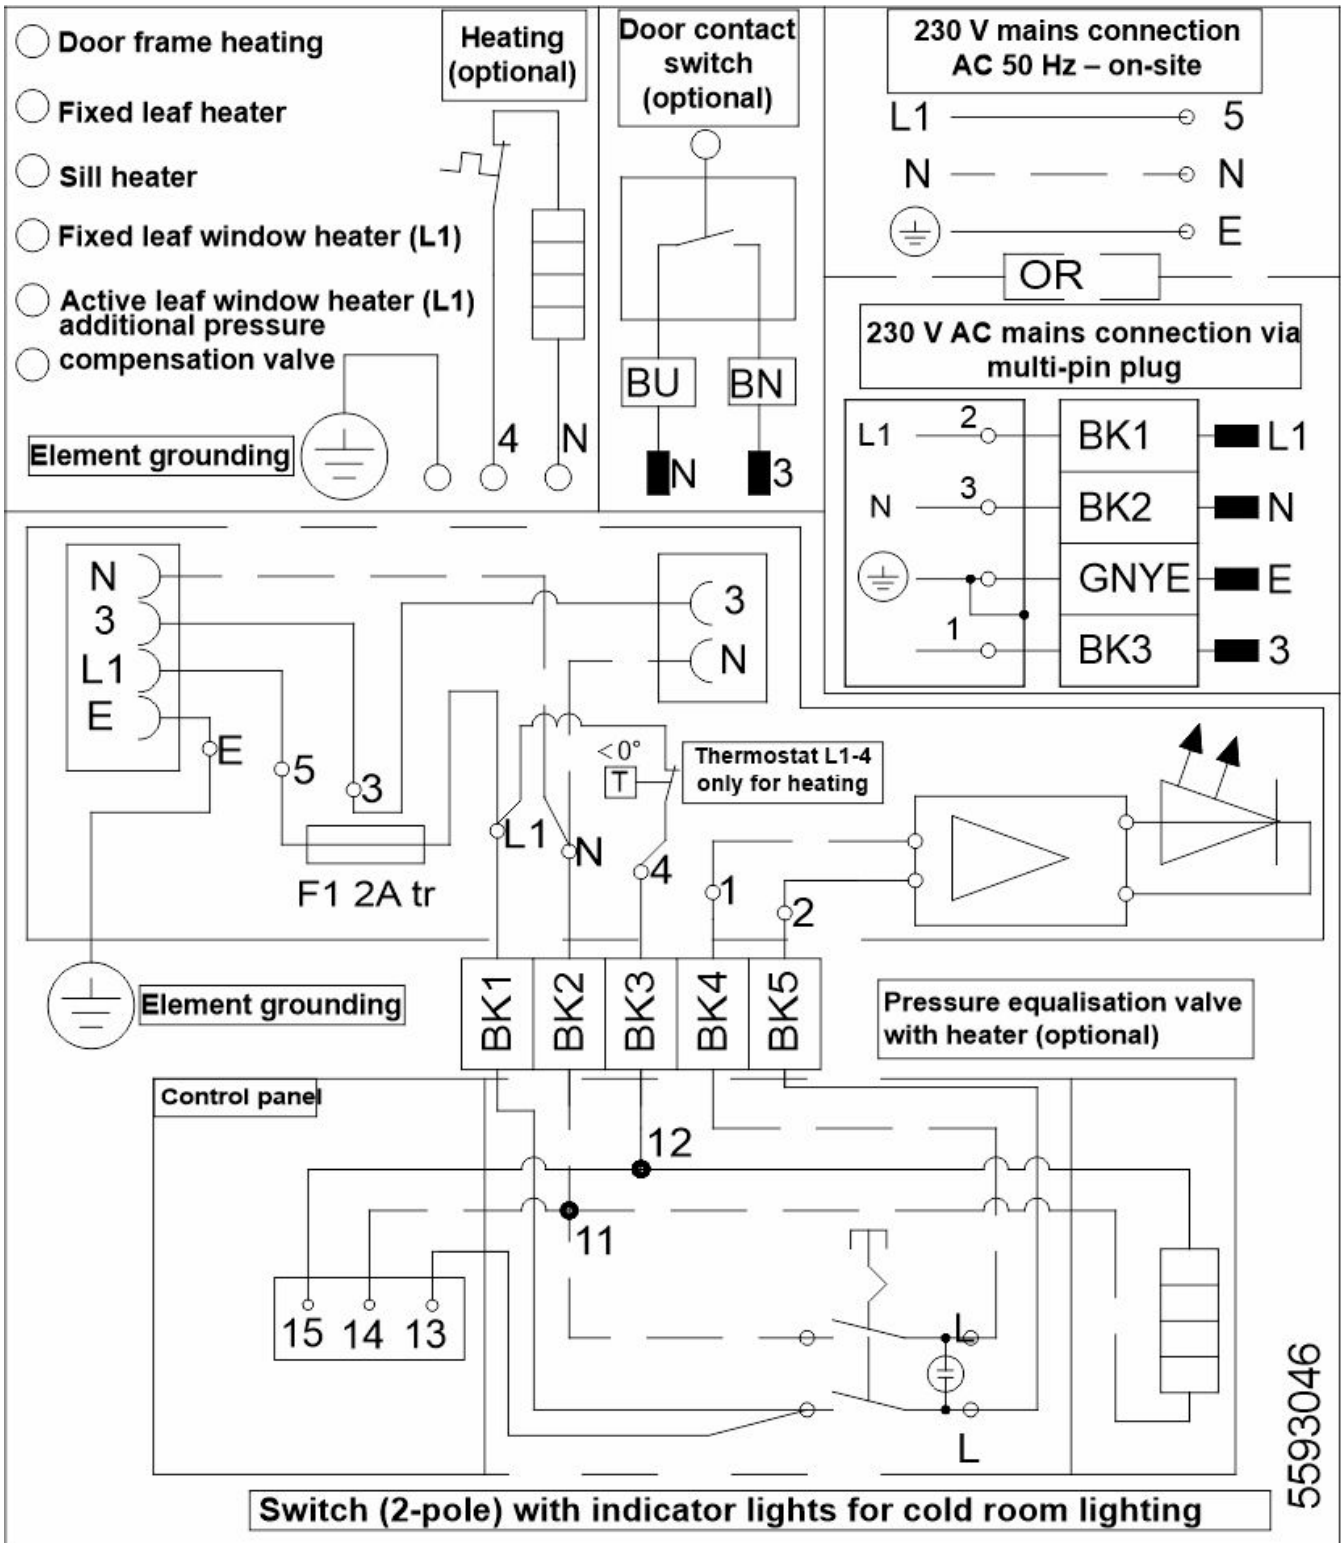 Door frame heating
Fixed leaf heater
Sill heater
Fixed leaf window heater (L1)
Active leaf window heater (L1)
additional pressure
compensation valve
Element grounding
Heating
(optional)
4 N
Door contact
switch
(optional)
BU BN
N 3
230 V mains connection
AC 50 Hz – on-site
L1 5
N N
E
OR
230 V AC mains connection via
multi-pin plug
L1 2 BK1 L1
N 3 BK2 N
GNYE E
1 BK3 3
N
3
L1
E
3
N
E
5
3
F1 2A tr
L1
N
<0°
T
Thermostat L1-4
only for heating
4
1
2
Element grounding
BK1 BK2 BK3 BK4 BK5
Pressure equalisation valve
with heater (optional)
Control panel
12
11
15 14 13
L
L
5593046
Switch (2-pole) with indicator lights for cold room lighting